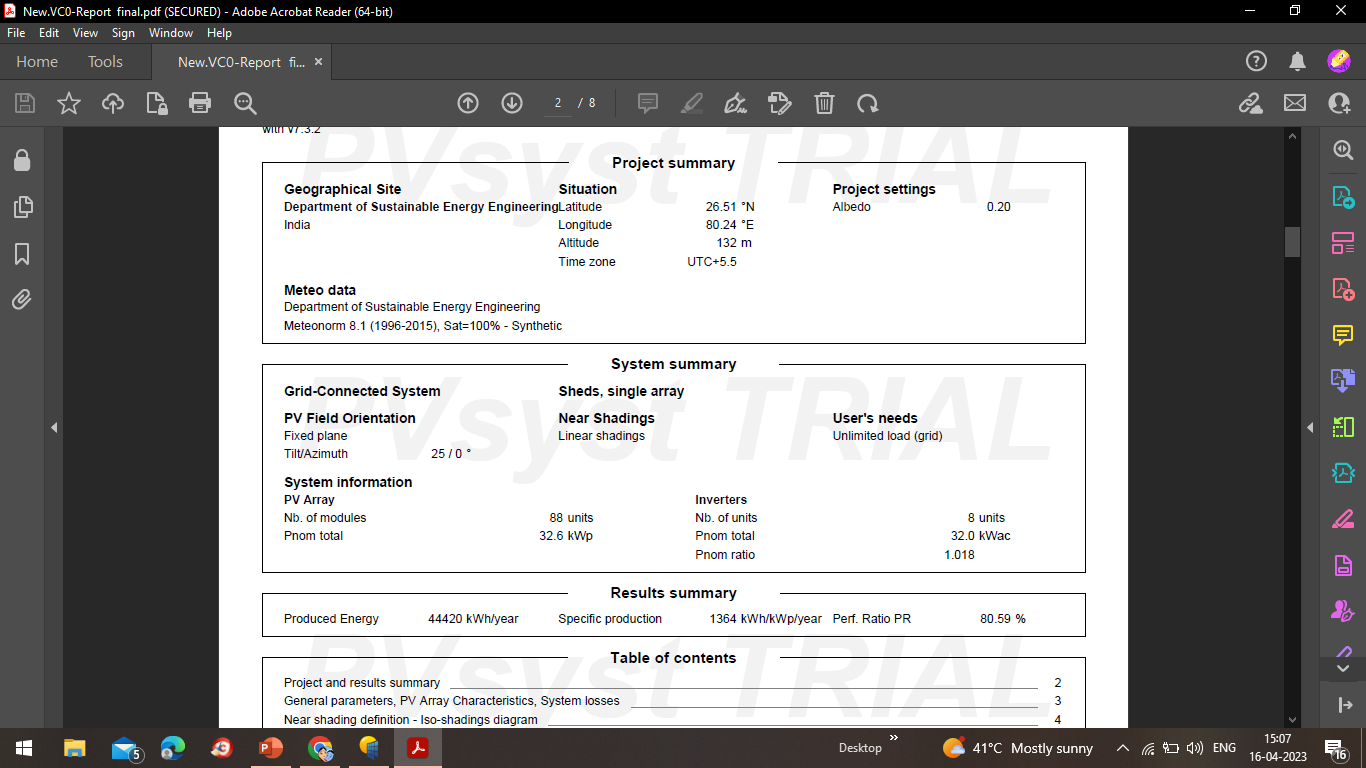 New.VC0-Report final.pdf (SECURED) - Adobe Acrobat Reader (64-bit)
File Edit View Sign Window Help
Home Tools New.VC0-Report fi... ×
2 / 8
with v7.3.2
PVsyst TRIAL
Project summary
Geographical Site Situation Project settings
Department of Sustainable Energy Engineering Latitude 26.51 °N Albedo 0.20
India Longitude 80.24 °E
Altitude 132 m
Time zone UTC+5.5
Meteo data
Department of Sustainable Energy Engineering
Meteonorm 8.1 (1996-2015), Sat=100% - Synthetic
System summary
Grid-Connected System Sheds, single array
PVsyst TRIAL
PV Field Orientation Near Shadings User's needs
Fixed plane Linear shadings Unlimited load (grid)
Tilt/Azimuth 25 / 0 °
System information
PV Array Inverters
Nb. of modules 88 units Nb. of units 8 units
Pnom total 32.6 kWp Pnom total 32.0 kWac
Pnom ratio 1.018
Results summary
Produced Energy 44420 kWh/year Specific production 1364 kWh/kWp/year Perf. Ratio PR 80.59 %
PVsyst TRIAL
Table of contents
Project and results summary 2
General parameters, PV Array Characteristics, System losses 3
Near shading definition - Iso-shadings diagram 4
5 Desktop » 41°C Mostly sunny ENG 15:07
16-04-2023 16